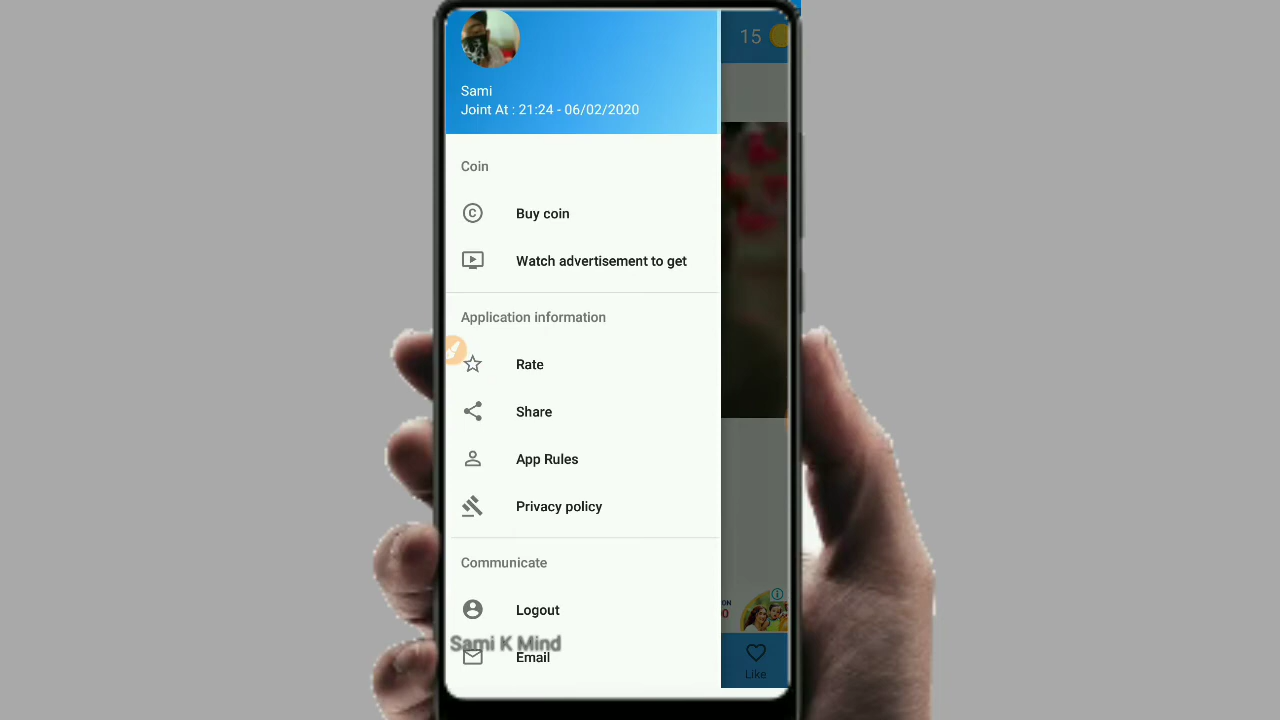 15
Sami
Joint At : 21:24 - 06/02/2020
Coin
Buy coin
Watch advertisement to get
Application information
Rate
Share
App Rules
Privacy policy
Communicate
Logout
Sami K Mind
Email
Like